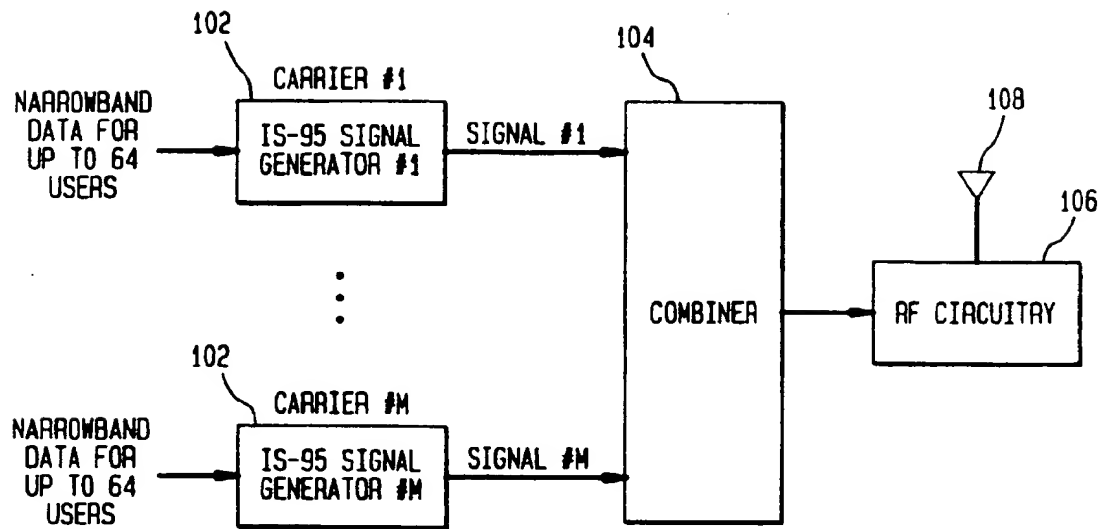 102
CARRIER #1
NARROWBAND
DATA FOR
UP TO 64
USERS
IS-95 SIGNAL
GENERATOR #1
SIGNAL #1
104
COMBINER
108
106
RF CIRCUITRY
102
CARRIER #M
NARROWBAND
DATA FOR
UP TO 64
USERS
IS-95 SIGNAL
GENERATOR #M
SIGNAL #M